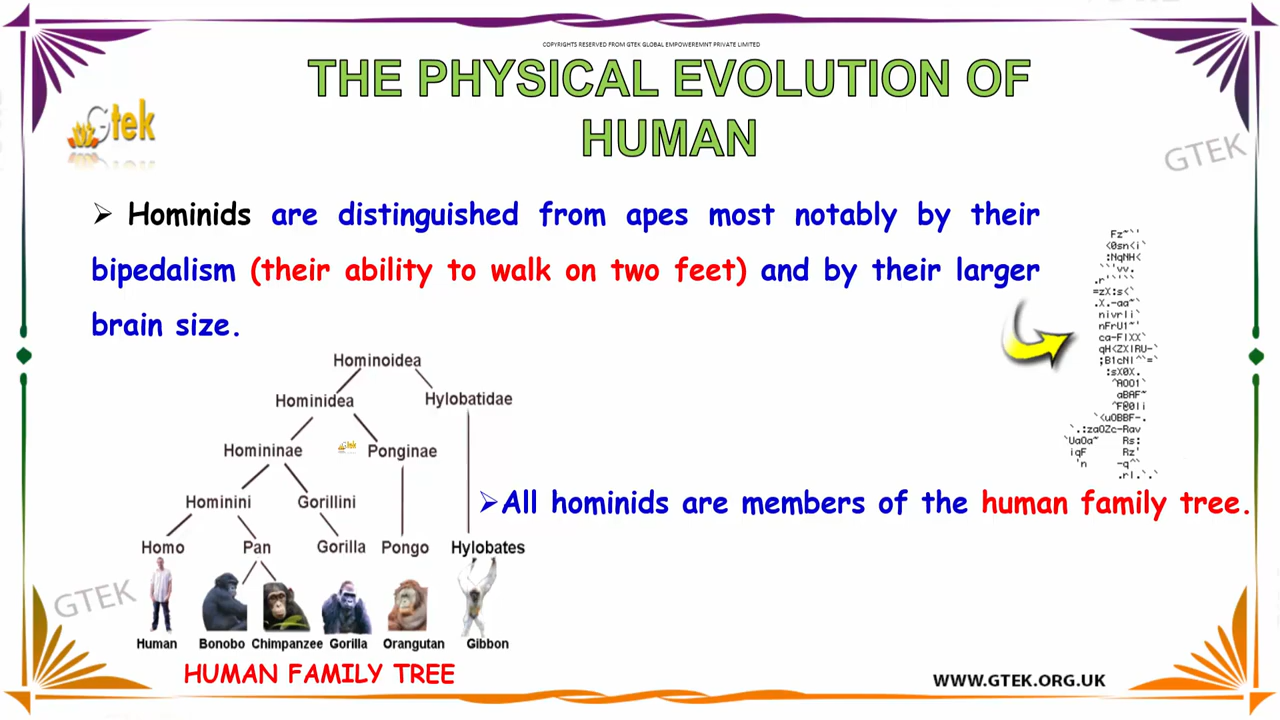 COPYRIGHTS RESERVED FROM GTEK GLOBAL EMPOWEREMNT PRIVATE LIMITED
THE PHYSICAL EVOLUTION OF
HUMAN
Gtek
GTEK
➢ Hominids are distinguished from apes most notably by their
bipedalism (their ability to walk on two feet) and by their larger
brain size.
Hominoidea
Hominidea Hylobatidae
Homininae Ponginae
Hominini Gorillini
➢All hominids are members of the human family tree.
Homo Pan Gorilla Pongo Hylobates
GTEK
Human Bonobo Chimpanzee Gorilla Orangutan Gibbon
HUMAN FAMILY TREE
WWW.GTEK.ORG.UK